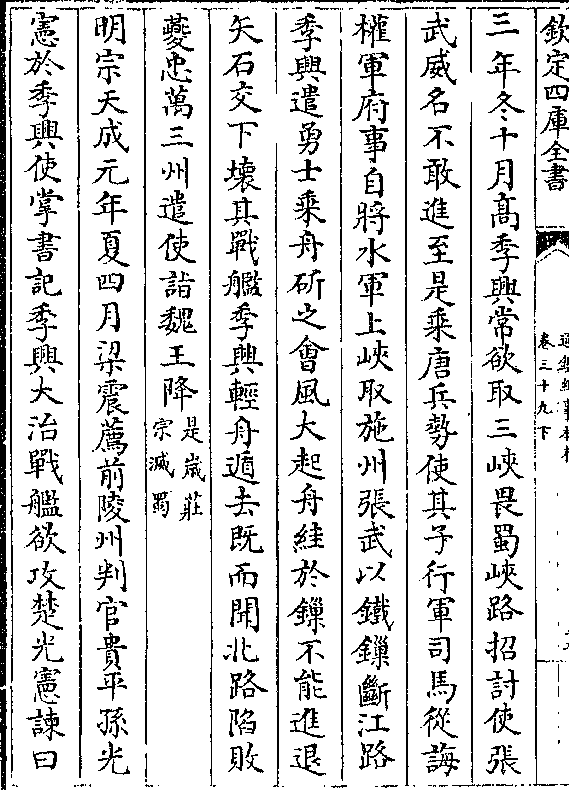 欽定四庫全書
卷三十九下
三年冬十月高季興常欲取三峽畏蜀峽路招討使張
武威名不敢進至是乘唐兵勢使其子行軍司馬從誨
權軍府事自將水軍上峽取施州張武以鐵鏁斷江路
季興遣勇士乘舟斫之會風大起舟絓於鏁不能進退
矢石交下壊其戰艦季興輕舟遁去既而聞北路陷敗
夔忠萬三州遣使詣魏王降是嵗莊宗滅蜀
明宗天成元年夏四月梁震薦前陵州判官貴平孫光
憲於季興使掌書記季興大治戰艦欲攻楚光憲諫曰